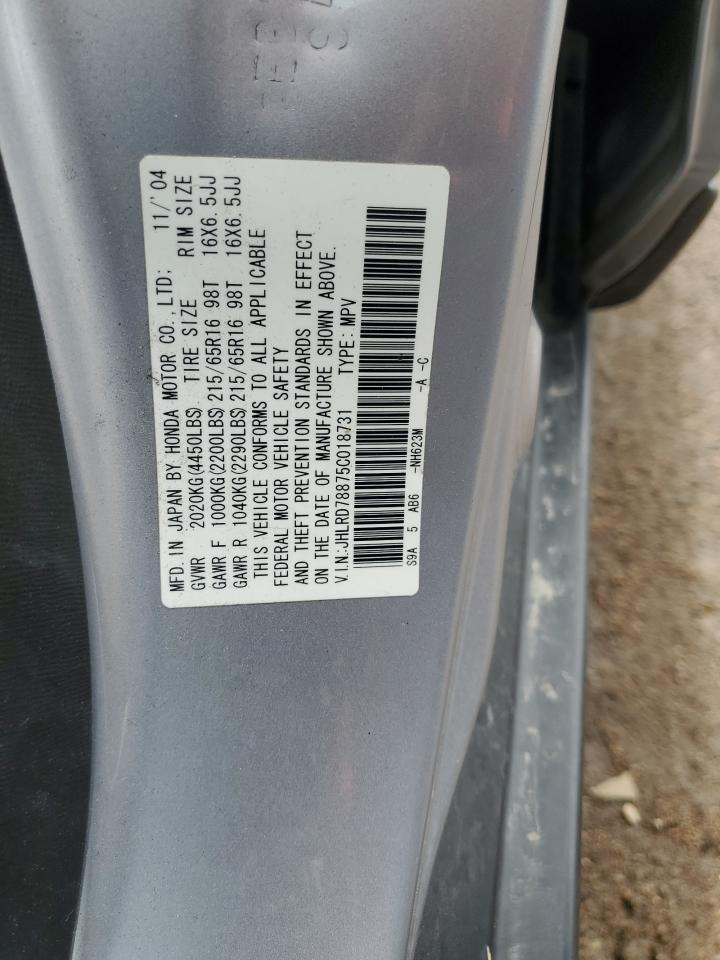 MFD. IN JAPAN BY HONDA MOTOR CO., LTD; 11/'04
GVWR 2020KG(4450LBS) TIRE SIZE RIM SIZE
GAWR F 1000KG(2200LBS) 215/65R16 98T 16X6.5JJ
GAWR R 1040KG(2290LBS) 215/65R16 98T 16X6.5JJ
THIS VEHICLE CONFORMS TO ALL APPLICABLE
FEDERAL MOTOR VEHICLE SAFETY
AND THEFT PREVENTION STANDARDS IN EFFECT
ON THE DATE OF MANUFACTURE SHOWN ABOVE.
V.I.N.:JHLRD78875C018731 TYPE: MPV
S9A 5 AB6 -NH623M -A -C